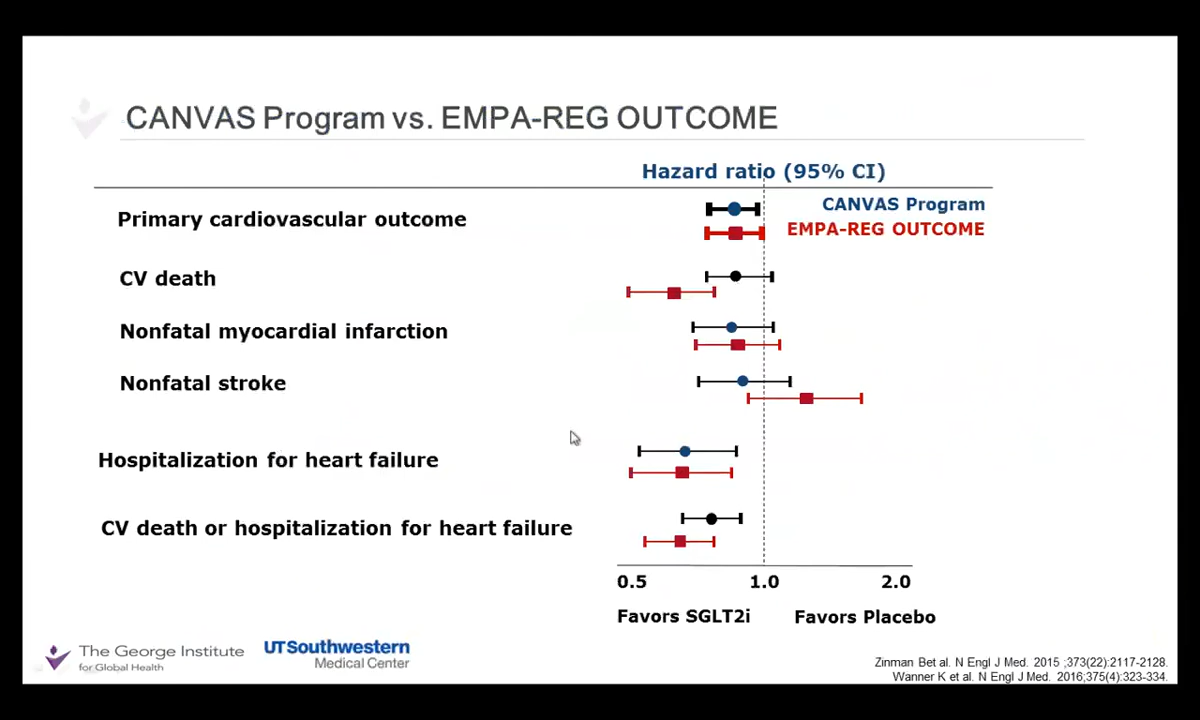 CANVAS Program vs. EMPA-REG OUTCOME
Hazard ratio (95% CI)
CANVAS Program
EMPA-REG OUTCOME
Primary cardiovascular outcome
CV death
Nonfatal myocardial infarction
Nonfatal stroke
Hospitalization for heart failure
CV death or hospitalization for heart failure
0.5 1.0 2.0
Favors SGLT2i Favors Placebo
The George Institute
for Global Health
UTSouthwestern
Medical Center
Zinman Bet al. N Engl J Med. 2015 ;373(22):2117-2128.
Wanner K et al. N Engl J Med. 2016;375(4):323-334.